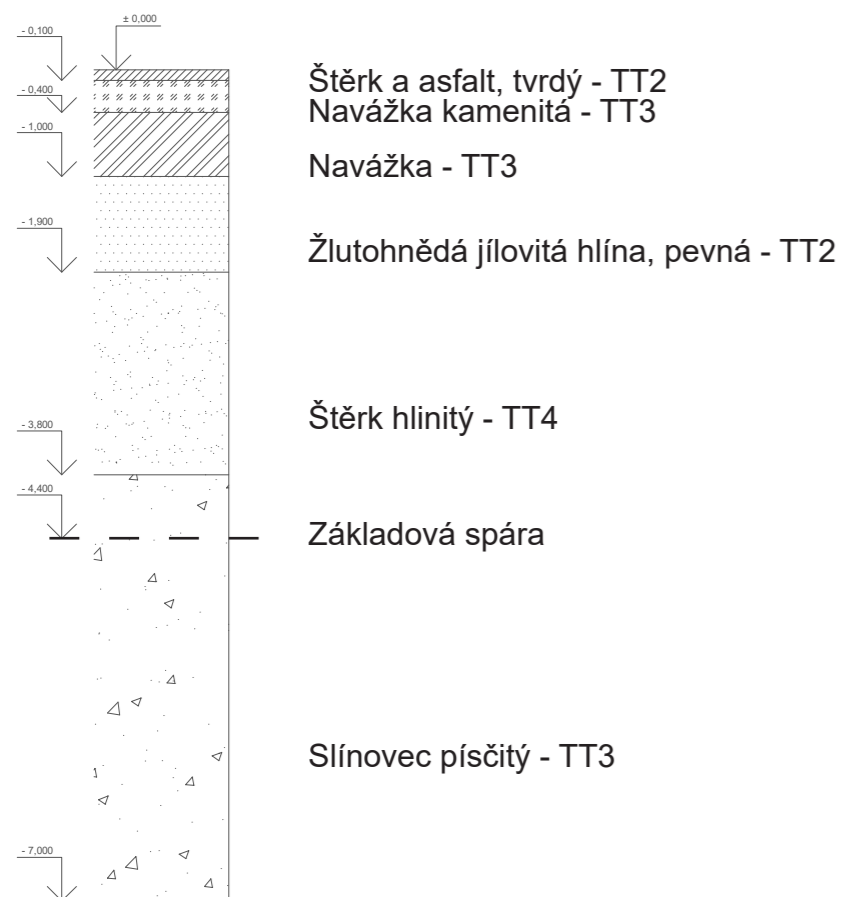 ± 0,000
- 0,100
Štěrk a asfalt, tvrdý - TT2
- 0,400
Navážka kamenitá - TT3
- 1,000
Navážka - TT3
- 1,900
Žlutohnědá jílovitá hlína, pevná - TT2
- 3,800
Štěrk hlinitý - TT4
- 4,400
Základová spára
Slínovec písčitý - TT3
- 7,000